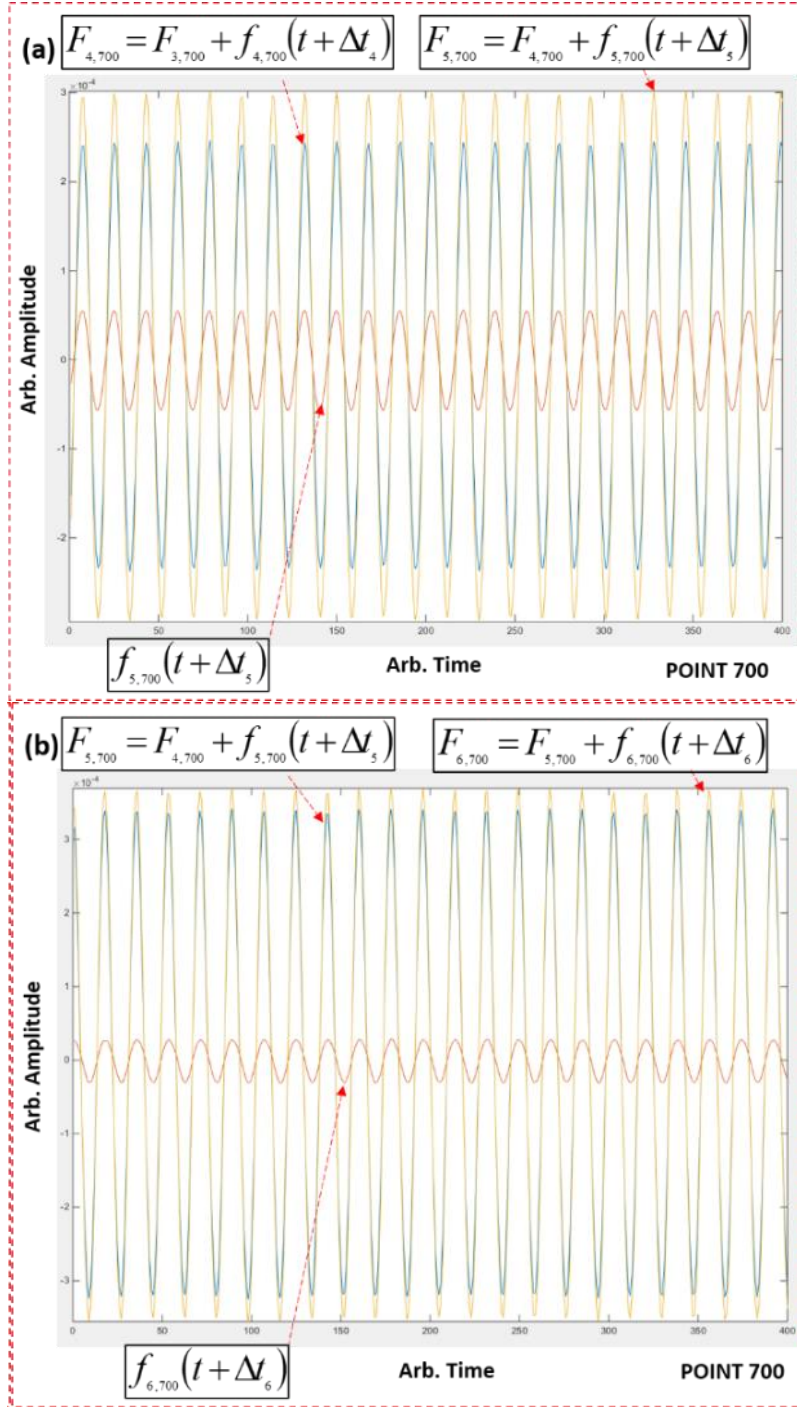 (a) F₄,₇₀₀ = F₃,₇₀₀ + f₄,₇₀₀(t + Δt₄) F₅,₇₀₀ = F₄,₇₀₀ + f₅,₇₀₀(t + Δt₅)
×10⁻⁴
3
2
1
0
-1
-2
Arb. Amplitude
0 50 100 150 200 250 300 350 400
f₅,₇₀₀(t + Δt₅) Arb. Time POINT 700
(b) F₅,₇₀₀ = F₄,₇₀₀ + f₅,₇₀₀(t + Δt₅) F₆,₇₀₀ = F₅,₇₀₀ + f₆,₇₀₀(t + Δt₆)
3
2
1
0
-1
-2
-3
Arb. Amplitude
0 50 100 150 200 250 300 350 400
f₆,₇₀₀(t + Δt₆) Arb. Time POINT 700